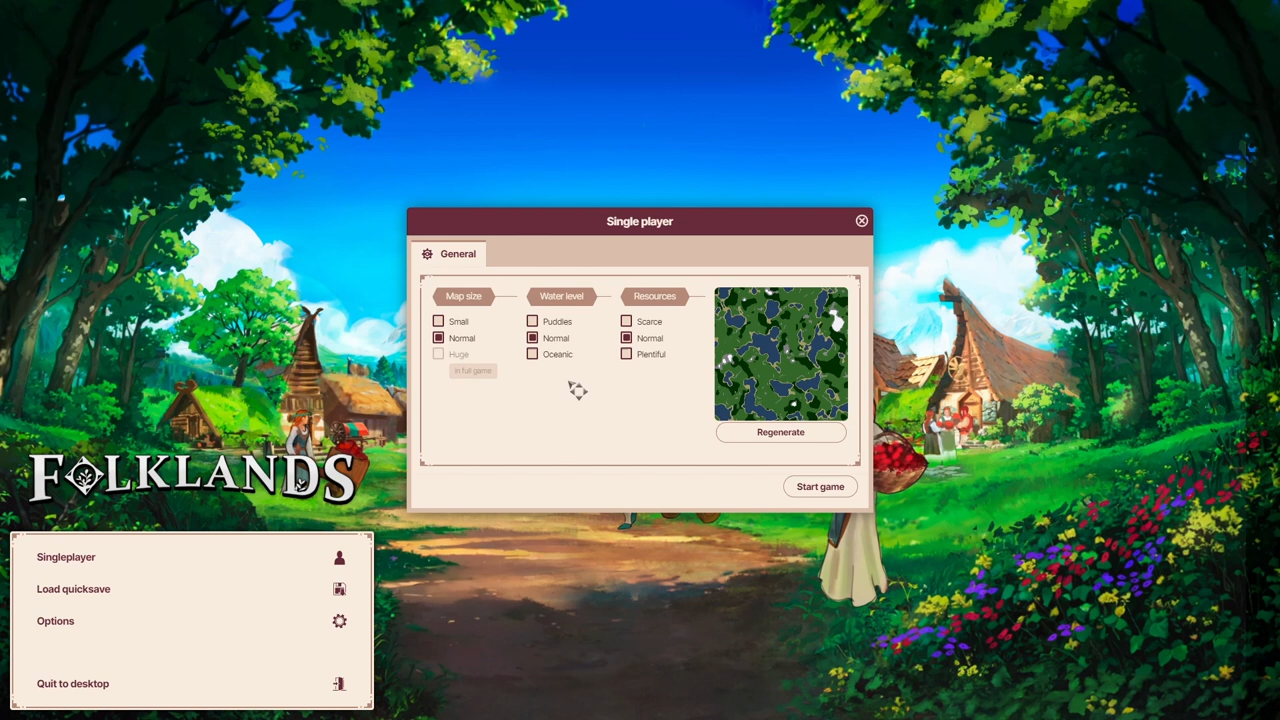 Single player
General
Map size
Water level
Resources
Small
Puddles
Scarce
Normal
Normal
Normal
Huge
Oceanic
Plentiful
in full game
Regenerate
Start game
FOLKLANDS
Singleplayer
Load quicksave
Options
Quit to desktop